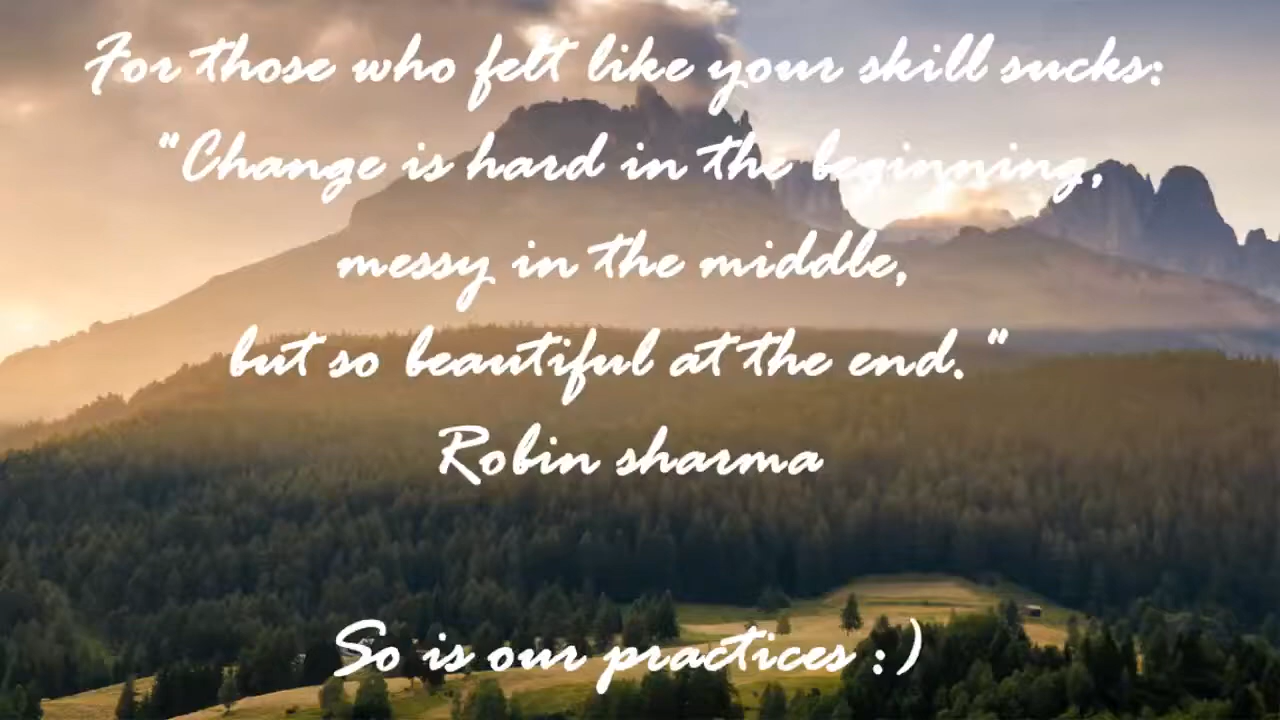 For those who felt like your skill sucks:
"Change is hard in the beginning,
messy in the middle,
but so beautiful at the end."
Robin sharma
So is our practices :)